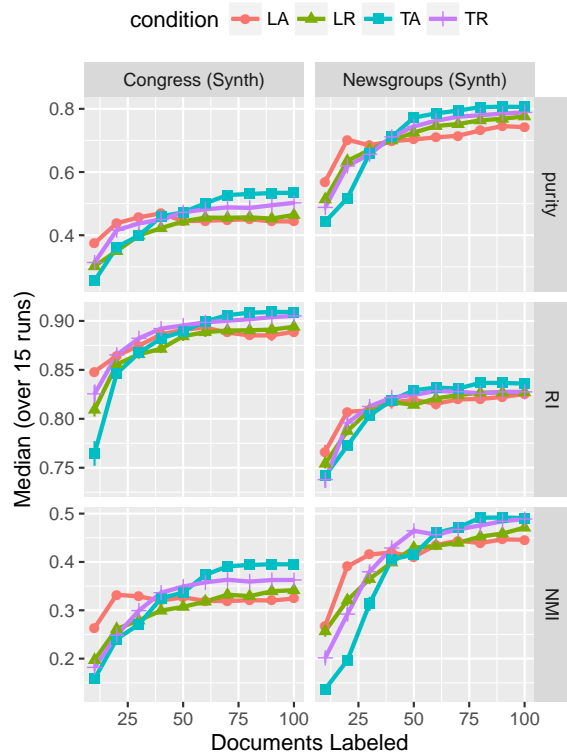 condition LA LR TA TR
Congress (Synth) Newsgroups (Synth)
0.8
0.6
0.4
purity
0.90
0.85
0.80
0.75
RI
0.5
0.4
0.3
0.2
NMI
Median (over 15 runs)
25 50 75 100 25 50 75 100
Documents Labeled